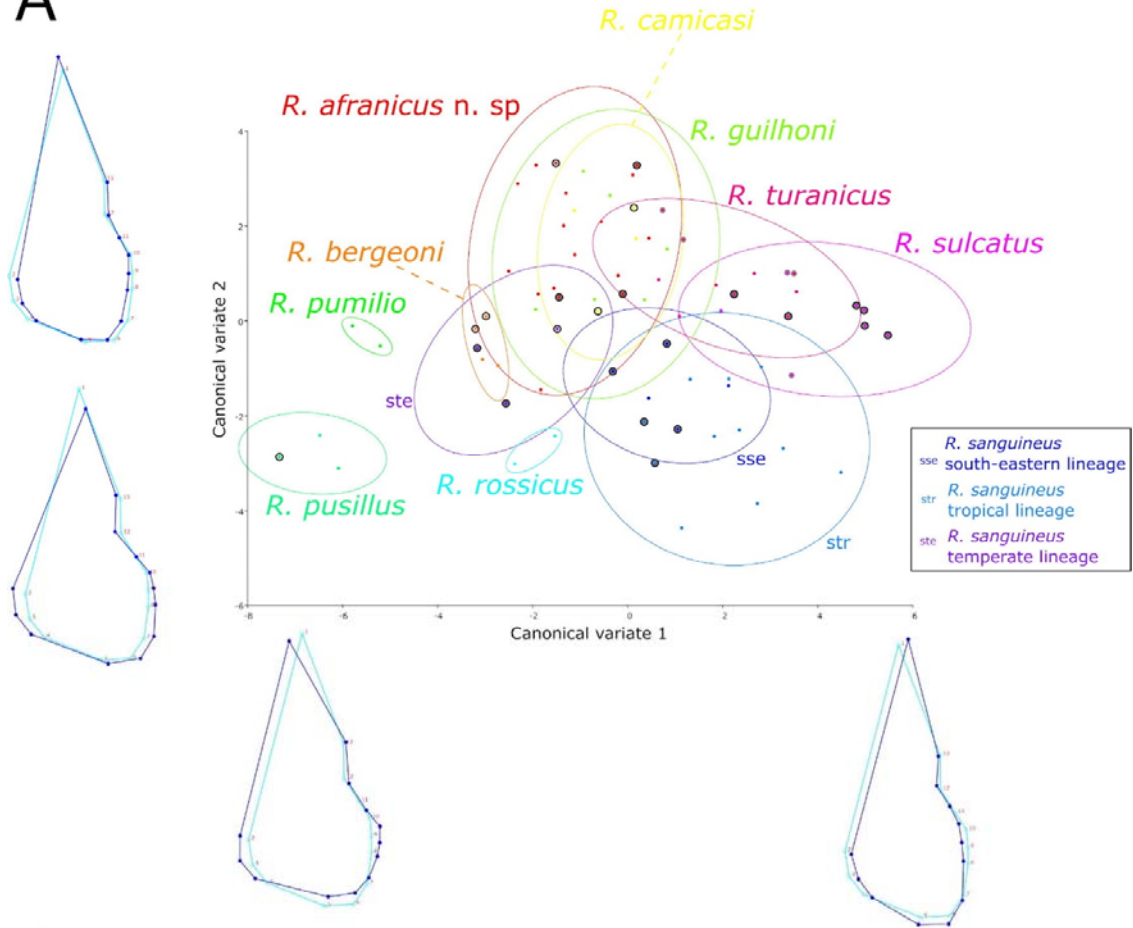 A
R. camicasi
R. afranicus n. sp
R. guilhoni
R. turanicus
R. sulcatus
R. bergeoni
R. pumilio
ste
sse
R. rossicus
R. pusillus
str
Canonical variate 2
4
2
0
-2
-4
-6
-8
-6
-4
-2
0
2
4
6
Canonical variate 1
R. sanguineus
sse south-eastern lineage
str R. sanguineus
tropical lineage
ste R. sanguineus
temperate lineage